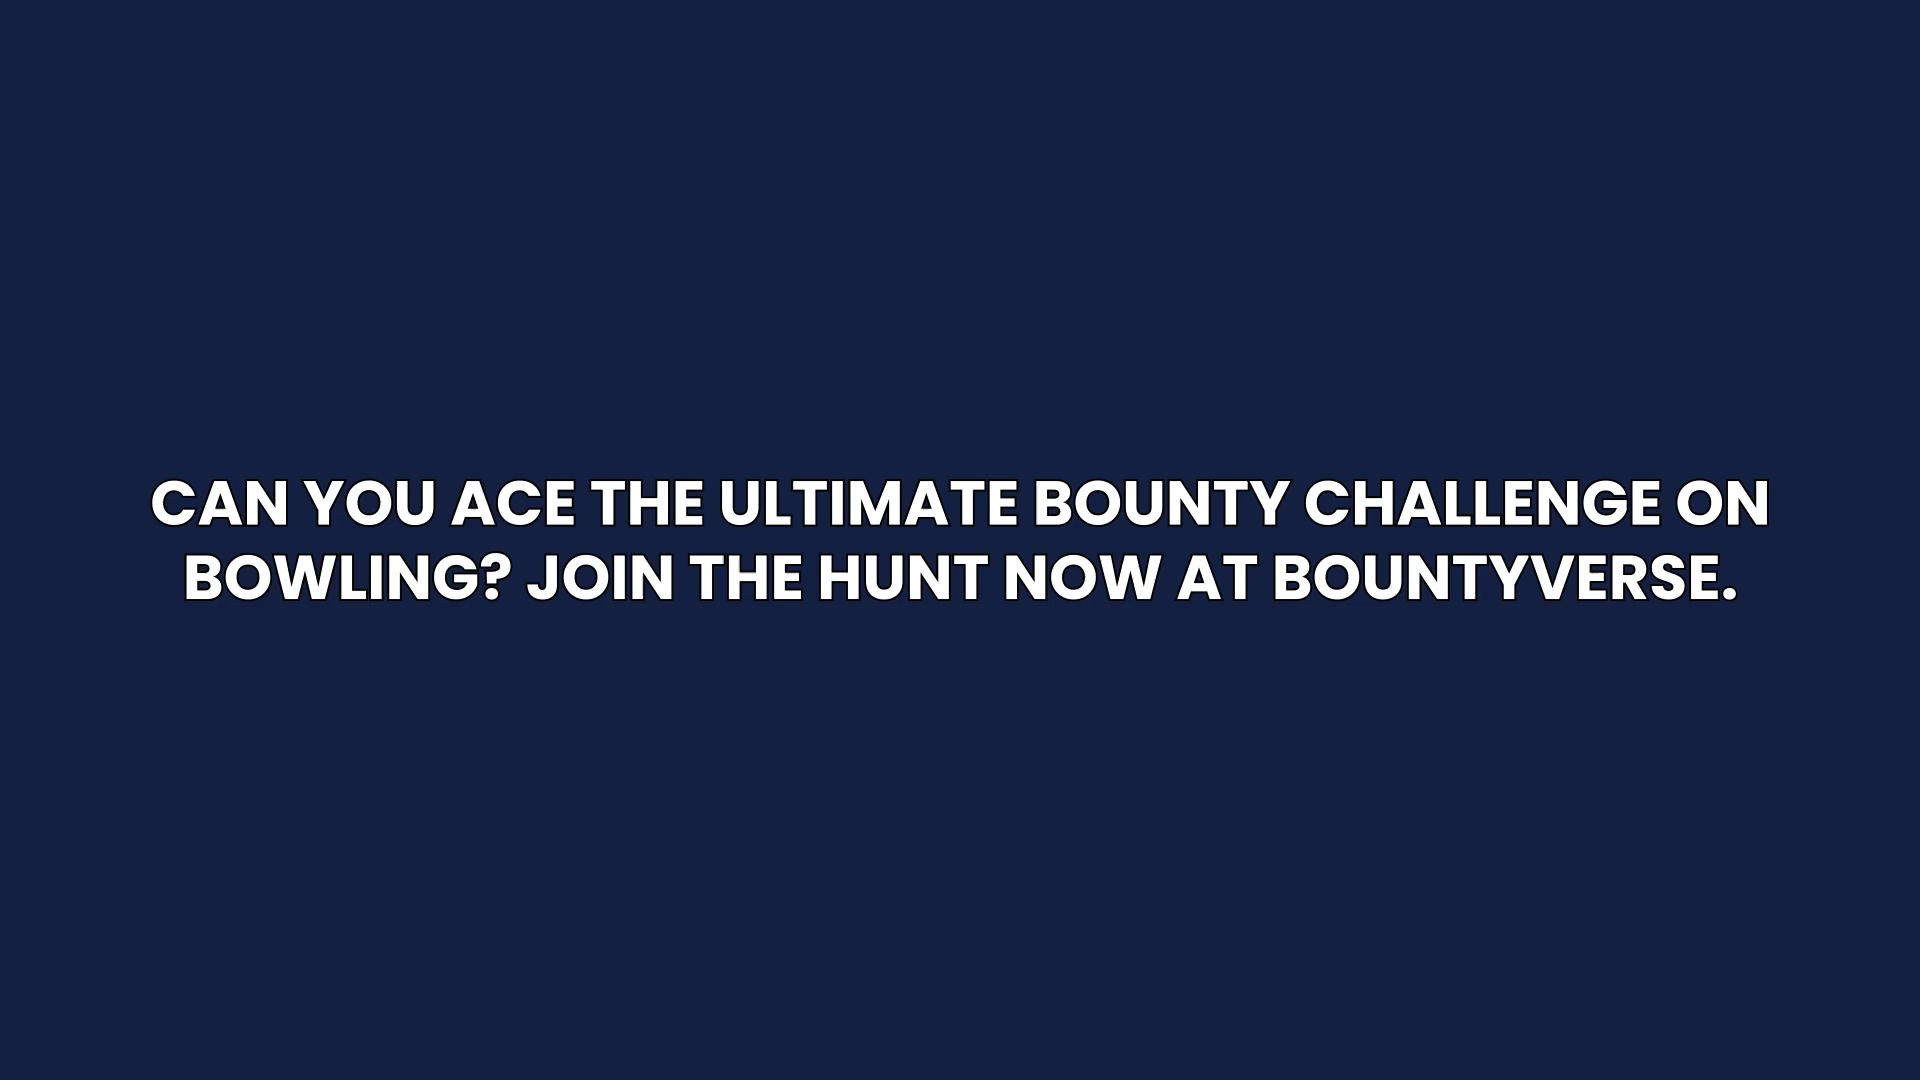 CAN YOU ACE THE ULTIMATE BOUNTY CHALLENGE ON
BOWLING? JOIN THE HUNT NOW AT BOUNTYVERSE.